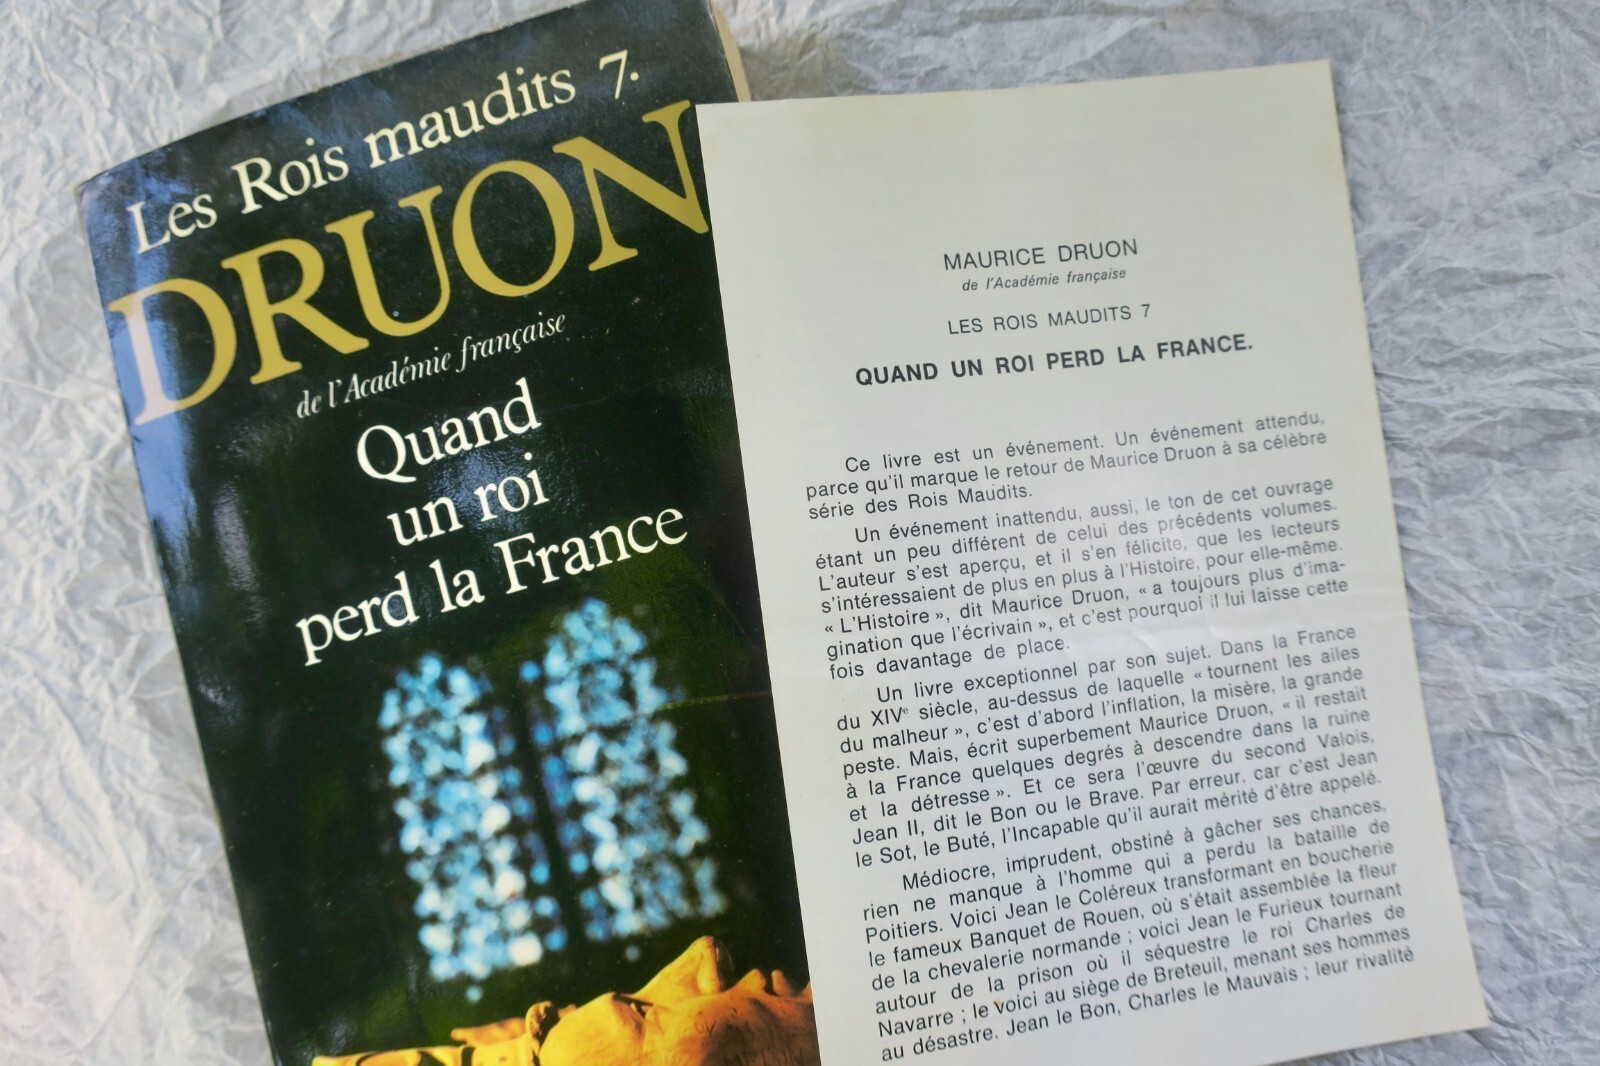 Les Rois maudits 7.
DRUON
de l'Académie française
Quand
un roi
perd la France
MAURICE DRUON
de l'Académie française
LES ROIS MAUDITS 7
QUAND UN ROI PERD LA FRANCE.
Ce livre est un événement. Un événement attendu,
parce qu'il marque le retour de Maurice Druon à sa célèbre
série des Rois Maudits.
Un événement inattendu, aussi, le ton de cet ouvrage
étant un peu différent de celui des précédents volumes.
L'auteur s'est aperçu, et il s'en félicite, que les lecteurs
s'intéressaient de plus en plus à l'Histoire, pour elle-même.
« L'Histoire », dit Maurice Druon, « a toujours plus d'ima-
gination que l'écrivain », et c'est pourquoi il lui laisse cette
fois davantage de place.
Un livre exceptionnel par son sujet. Dans la France
du XIVe siècle, au-dessus de laquelle « tournent les ailes
du malheur », c'est d'abord l'inflation, la misère, la grande
peste. Mais, écrit superbement Maurice Druon, « il restait
à la France quelques degrés à descendre dans la ruine
et la détresse ». Et ce sera l'œuvre du second Valois,
Jean II, dit le Bon ou le Brave. Par erreur, car c'est Jean
le Sot, le Buté, l'Incapable qu'il aurait mérité d'être appelé.
Médiocre, imprudent, obstiné à gâcher ses chances,
rien ne manque à l'homme qui a perdu la bataille de
Poitiers. Voici Jean le Coléreux transformant en boucherie
le fameux Banquet de Rouen, où s'était assemblée la fleur
de la chevalerie normande ; voici Jean le Furieux tournant
autour de la prison où il séquestre le roi Charles de
Navarre ; le voici au siège de Breteuil, menant ses hommes
au désastre. Jean le Bon, Charles le Mauvais ; leur rivalité